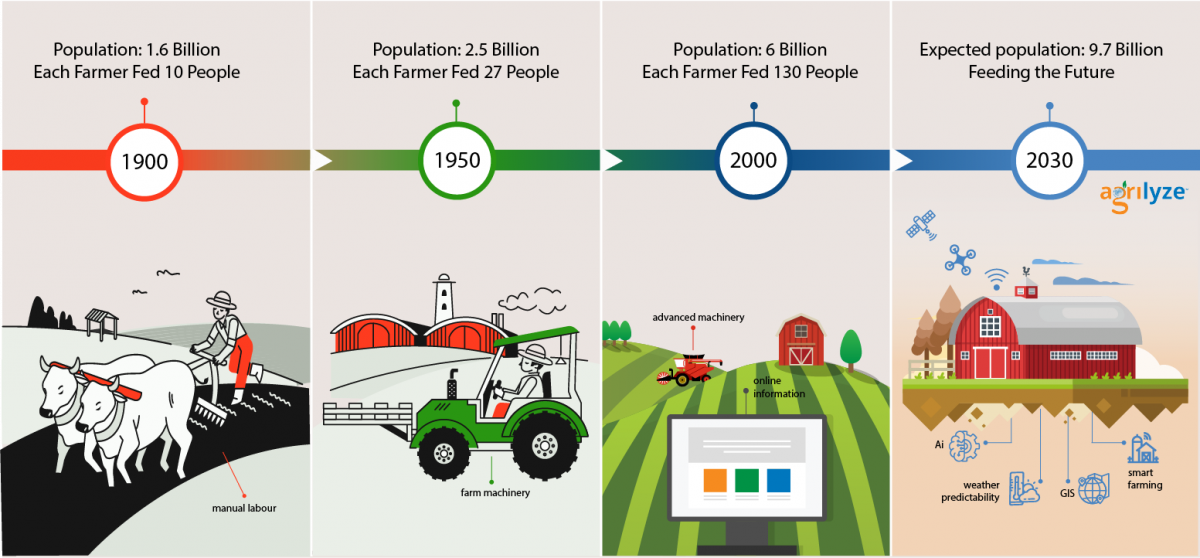 Population: 1.6 Billion
Each Farmer Fed 10 People
1900
manual labour
Population: 2.5 Billion
Each Farmer Fed 27 People
1950
farm machinery
Population: 6 Billion
Each Farmer Fed 130 People
2000
advanced machinery
online
information
Expected population: 9.7 Billion
Feeding the Future
2030
agrilyze
Ai
weather
predictability
GIS
smart
farming